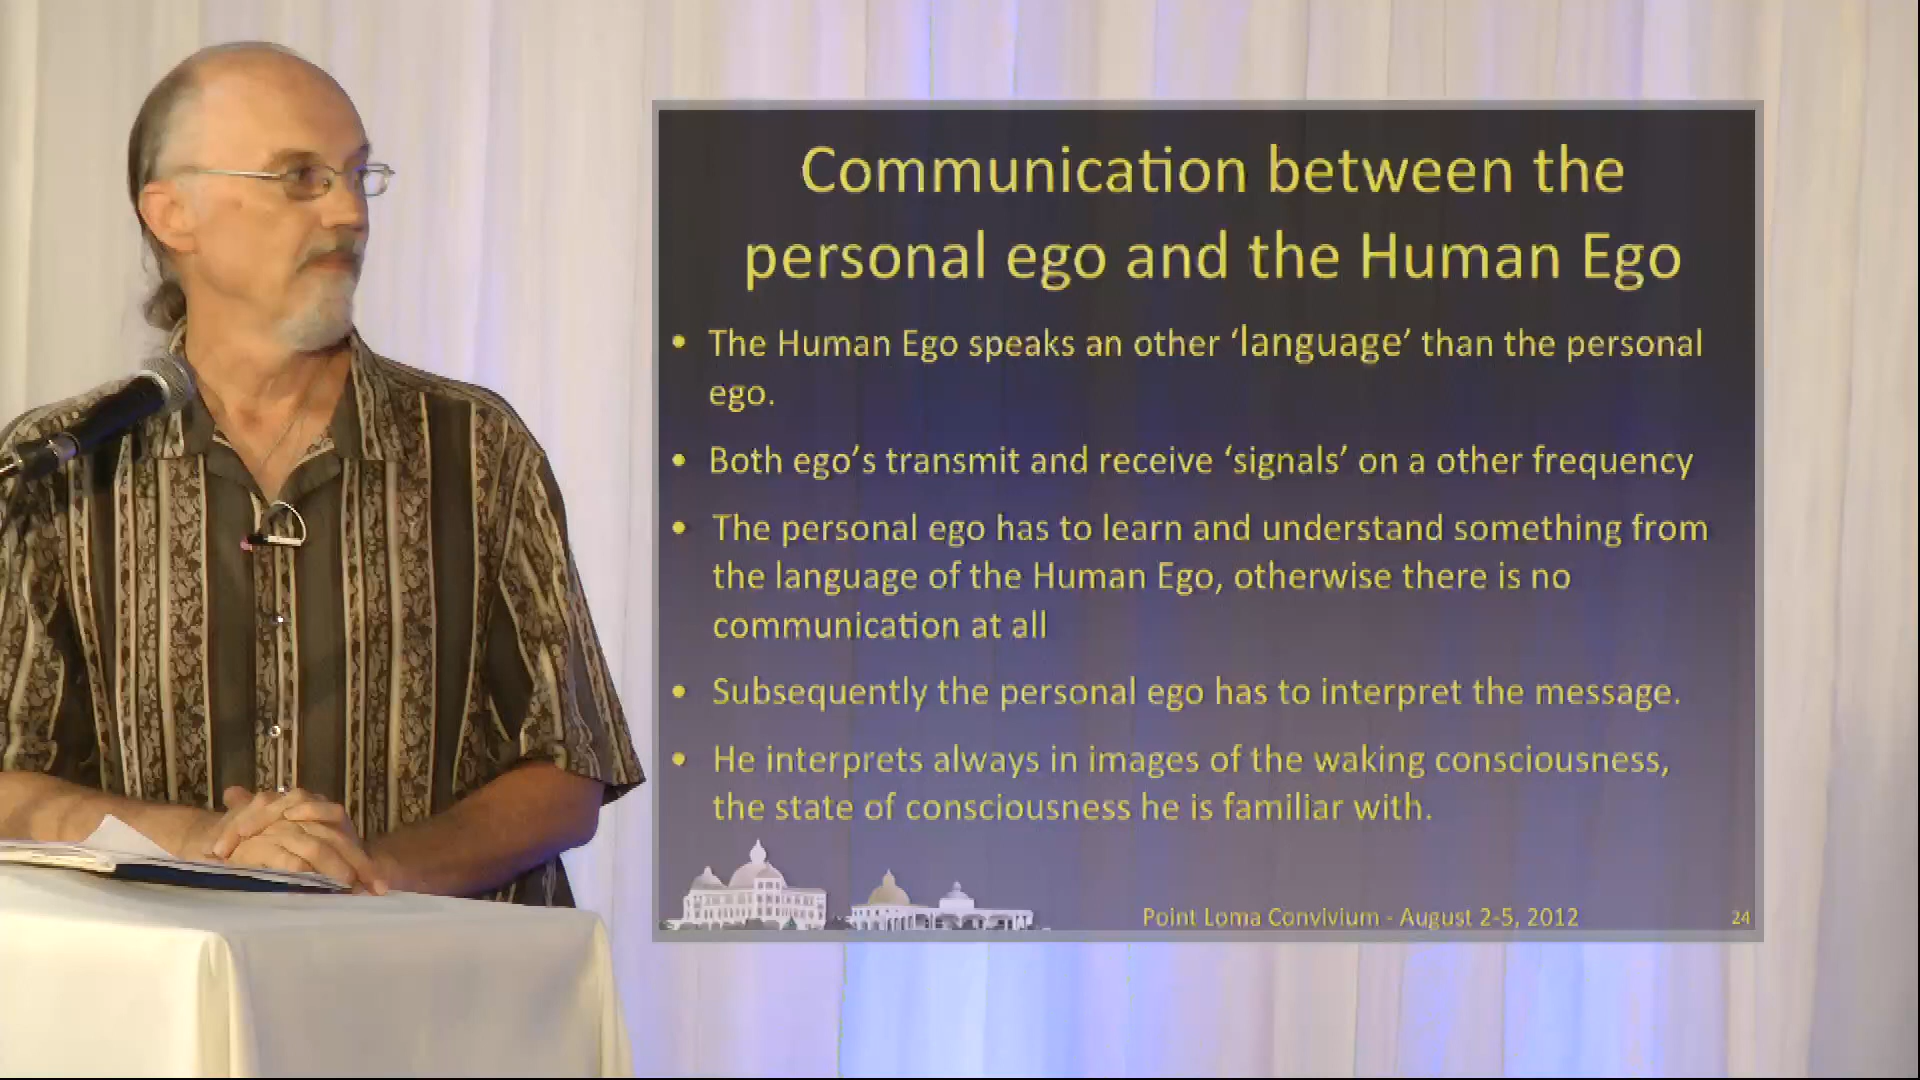 Communication between the
personal ego and the Human Ego
• The Human Ego speaks an other ‘language’ than the personal
ego.
• Both ego’s transmit and receive ‘signals’ on a other frequency
• The personal ego has to learn and understand something from
the language of the Human Ego, otherwise there is no
communication at all
• Subsequently the personal ego has to interpret the message.
• He interprets always in images of the waking consciousness,
the state of consciousness he is familiar with.
Point Loma Convivium - August 2-5, 2012
24